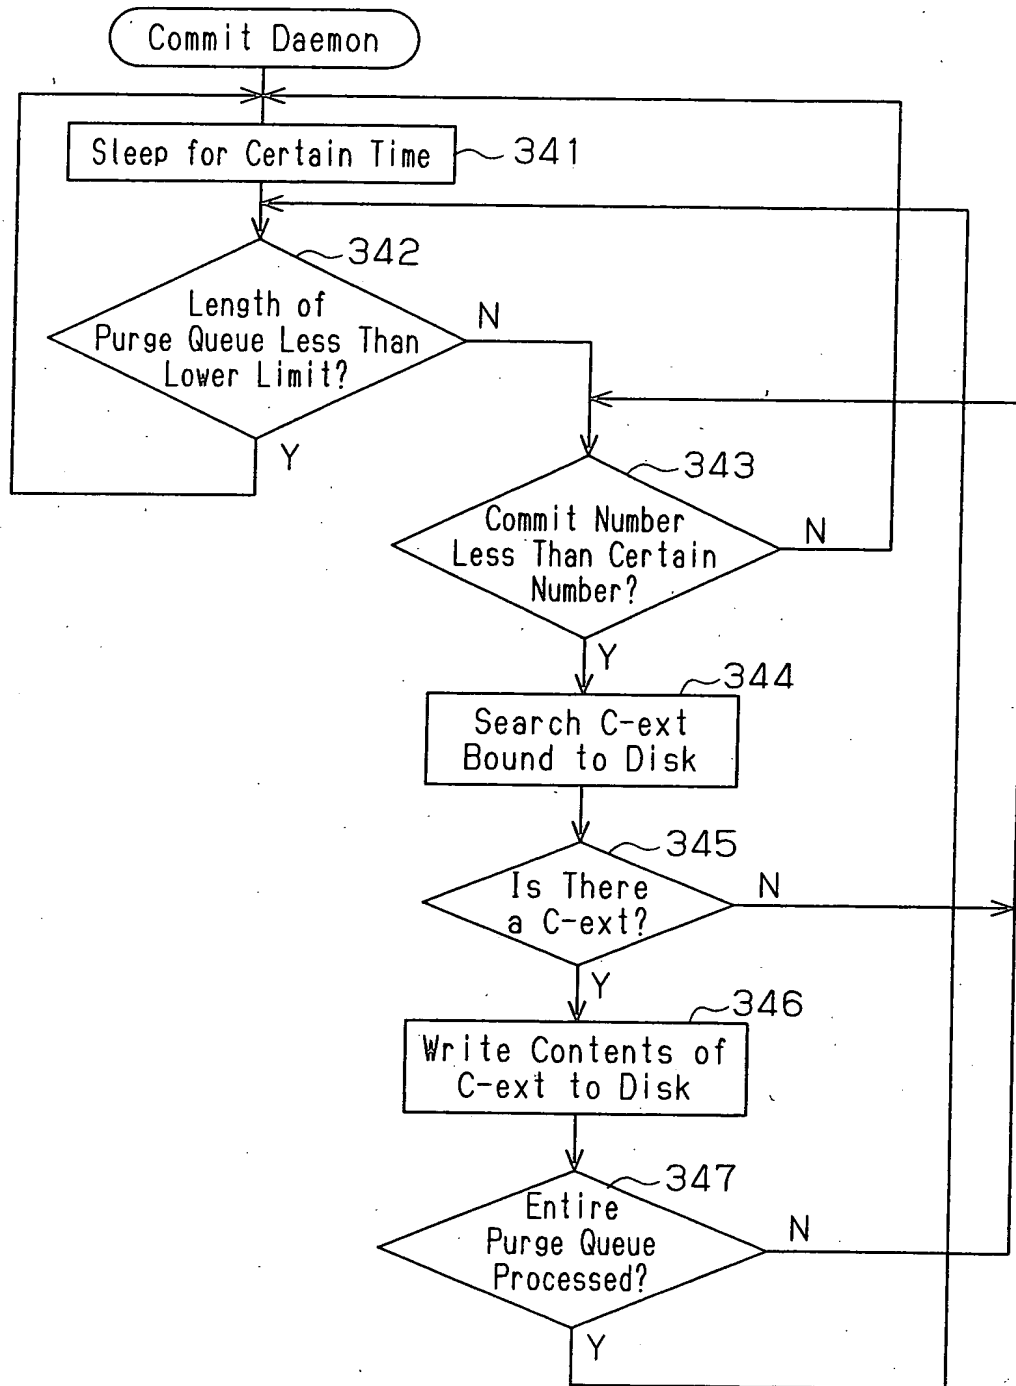 Commit Daemon
Sleep for Certain Time
341
342
Length of
Purge Queue Less Than
Lower Limit?
N
Y
343
Commit Number
Less Than Certain
Number?
N
Y
344
Search C-ext
Bound to Disk
345
Is There
a C-ext?
N
Y
346
Write Contents of
C-ext to Disk
347
Entire
Purge Queue
Processed?
N
Y